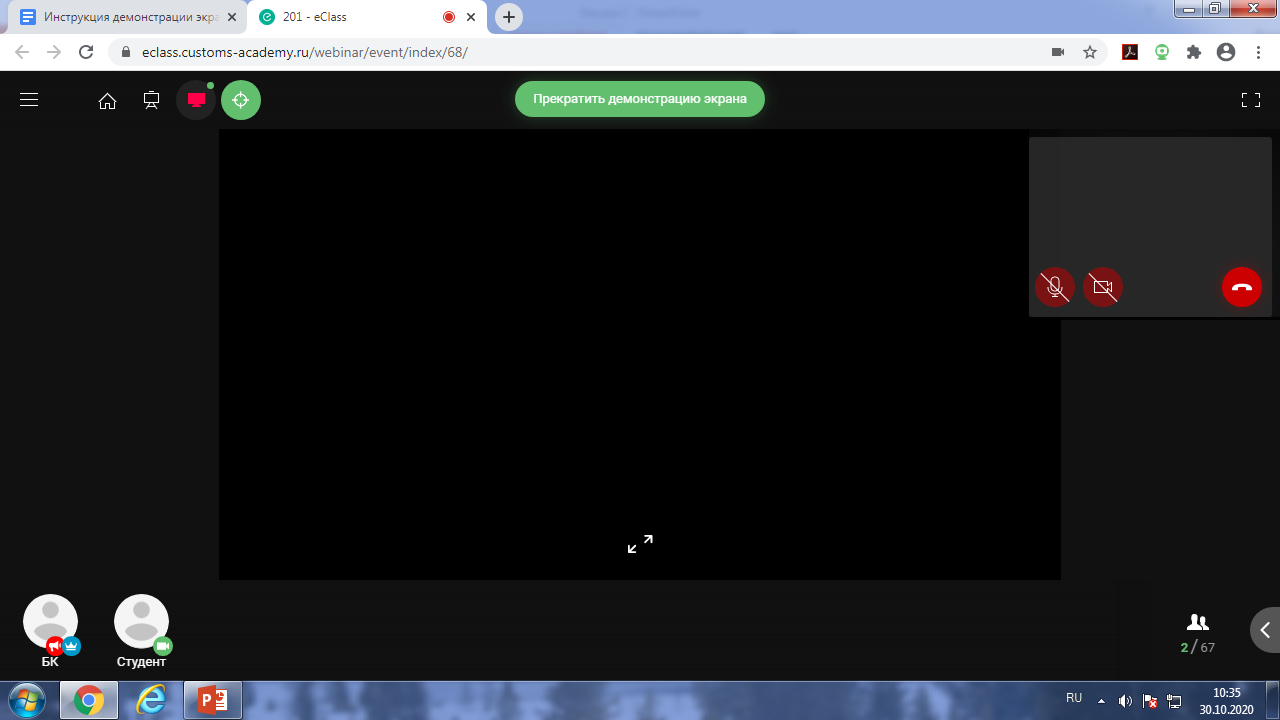 Инструкция демонстрации экра
201 - eClass
eclass.customs-academy.ru/webinar/event/index/68/
Прекратить демонстрацию экрана
БК
Студент
2 / 67
RU
10:35
30.10.2020